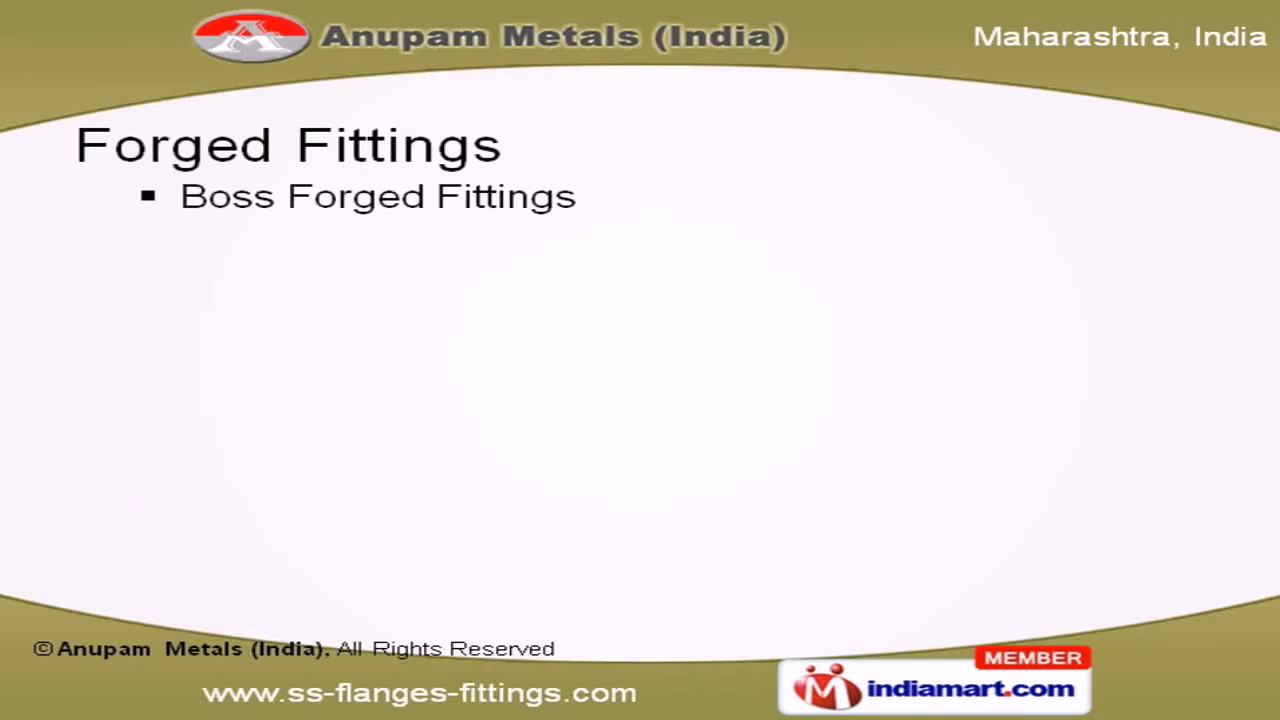 Anupam Metals (India)
Maharashtra, India
Forged Fittings
▪ Boss Forged Fittings
©Anupam Metals (India), All Rights Reserved
www.ss-flanges-fittings.com
MEMBER
indiamart.com